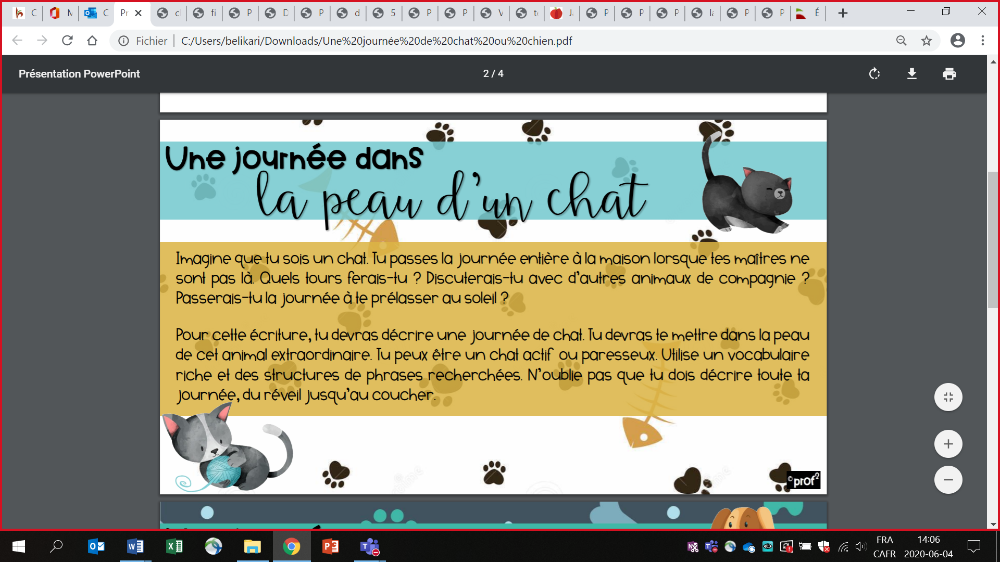 C
M
C
Pr
cl
fi
P
D
P
d
5
P
P
V
te
J
P
P
P
la
P
P
É
Fichier
C:/Users/belikari/Downloads/Une%20journée%20de%20chat%20ou%20chien.pdf
Présentation PowerPoint
2 / 4
Une journée dans
la peau d'un chat
Imagine que tu sois un chat. Tu passes la journée entière à la maison lorsque tes maîtres ne
sont pas là. Quels tours ferais-tu ? Discuterais-tu avec d'autres animaux de compagnie ?
Passerais-tu la journée à te prélasser au soleil ?
Pour cette écriture, tu devras décrire une journée de chat. Tu devras te mettre dans la peau
de cet animal extraordinaire. Tu peux être un chat actif ou paresseux. Utilise un vocabulaire
riche et des structures de phrases recherchées. N'oublie pas que tu dois décrire toute ta
journée, du réveil jusqu'au coucher.
©prof2
FRA
CAFR
14:06
2020-06-04